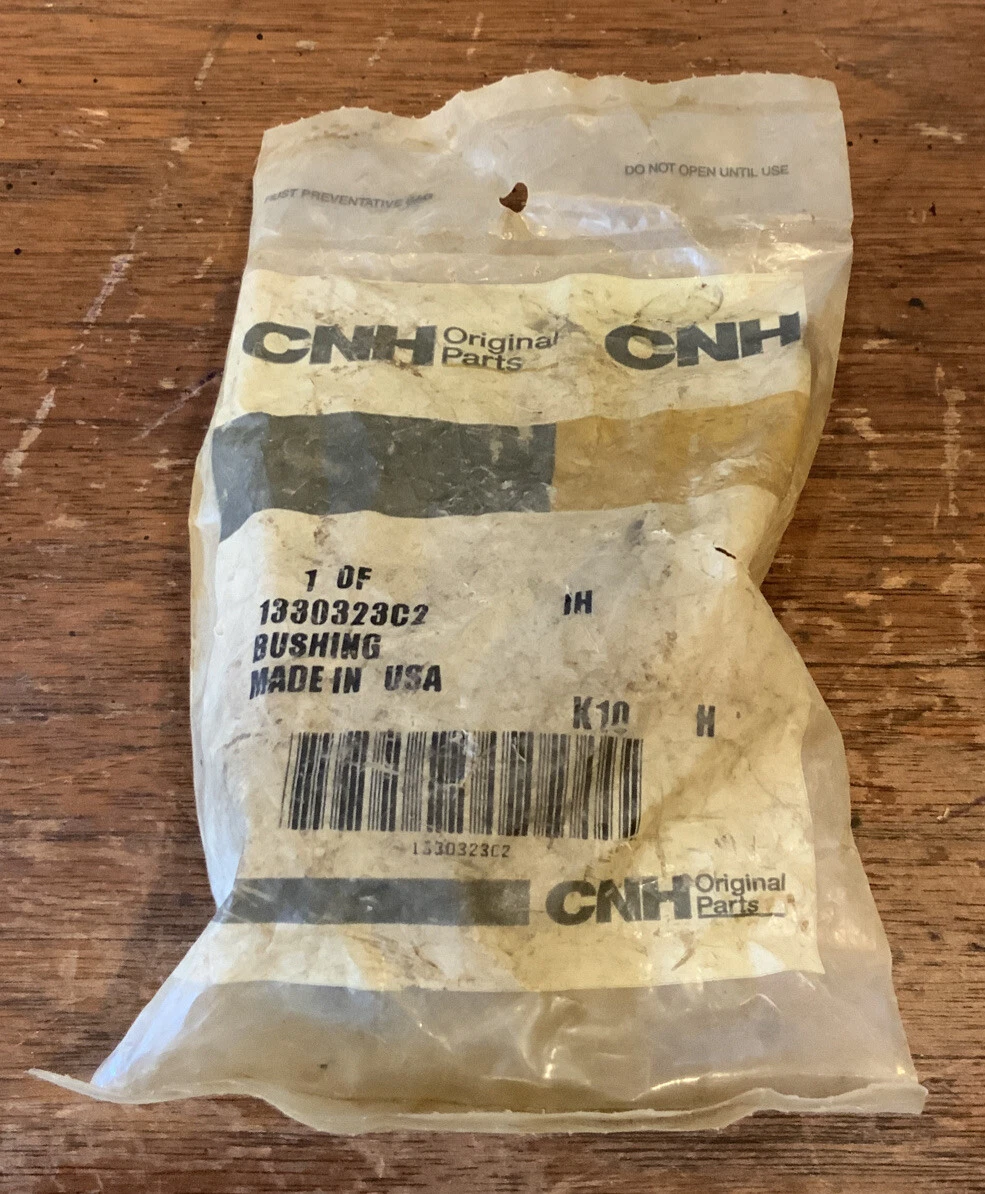 DO NOT OPEN UNTIL USE
RUST PREVENTATIVE BAG
CNH Original Parts
CNH
1 OF
1330323C2
IH
BUSHING
MADE IN USA
K10 H
1330323C2
CNH Original Parts